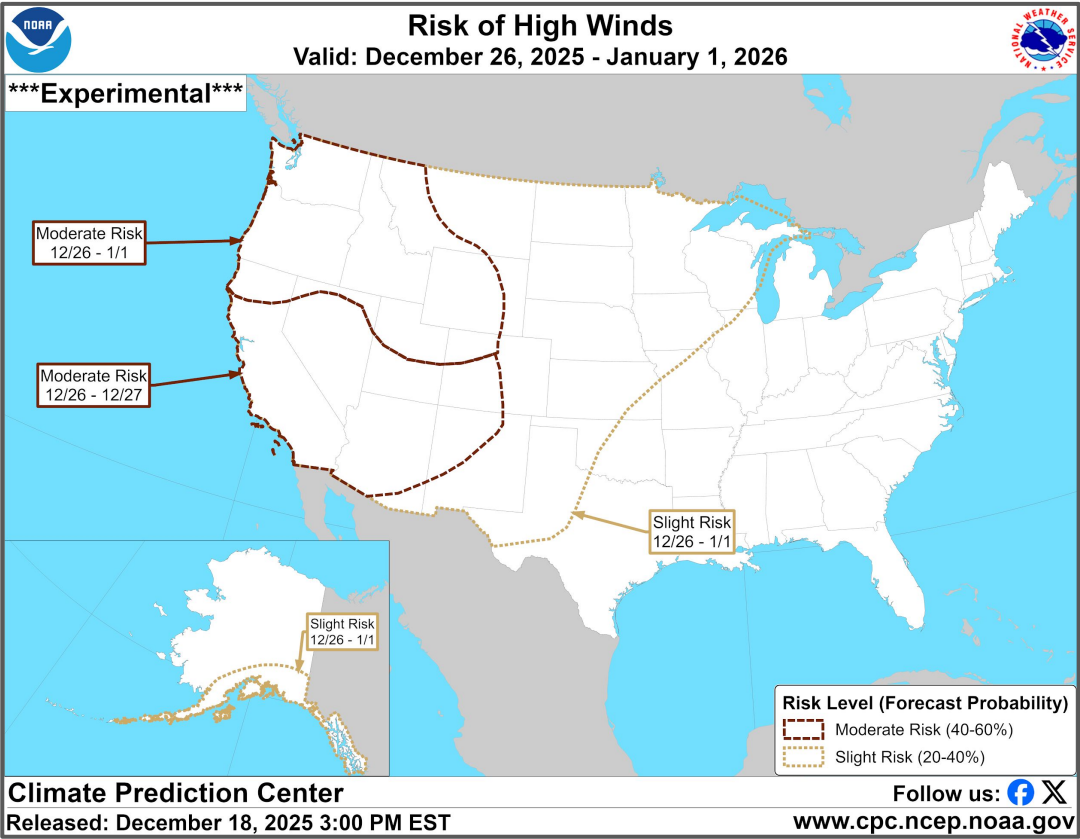 NOAA
Risk of High Winds
Valid: December 26, 2025 - January 1, 2026
NATIONAL WEATHER SERVICE
***Experimental***
Moderate Risk
12/26 - 1/1
Moderate Risk
12/26 - 12/27
Slight Risk
12/26 - 1/1
Slight Risk
12/26 - 1/1
Risk Level (Forecast Probability)
Moderate Risk (40-60%)
Slight Risk (20-40%)
Climate Prediction Center
Follow us:
Released: December 18, 2025 3:00 PM EST
www.cpc.ncep.noaa.gov